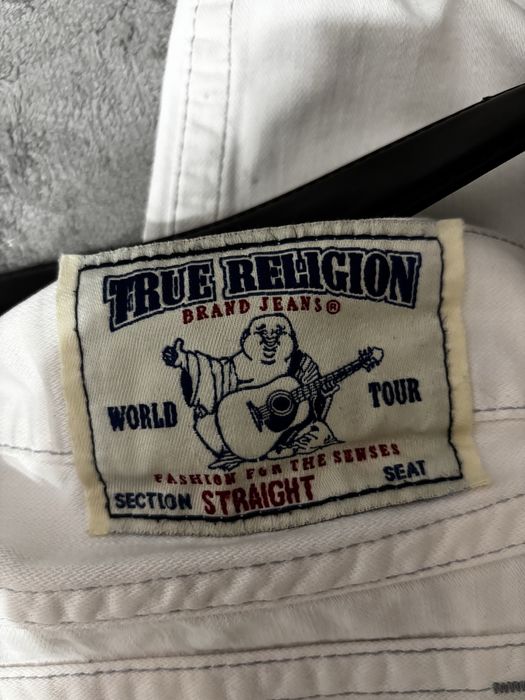 TRUE RELIGION
BRAND JEANS®
WORLD TOUR
FASHION FOR THE SENSES
SECTION STRAIGHT SEAT